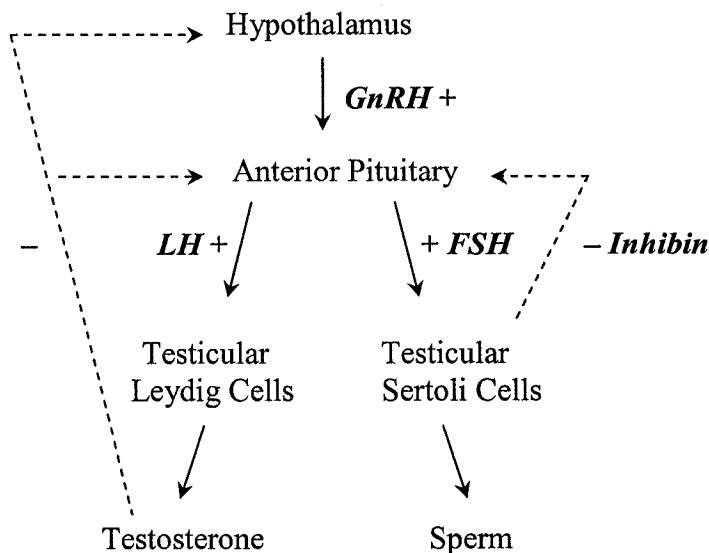 Hypothalamus
GnRH +
Anterior Pituitary
–
LH +
+ FSH
– Inhibin
Testicular
Leydig Cells
Testicular
Sertoli Cells
Testosterone
Sperm